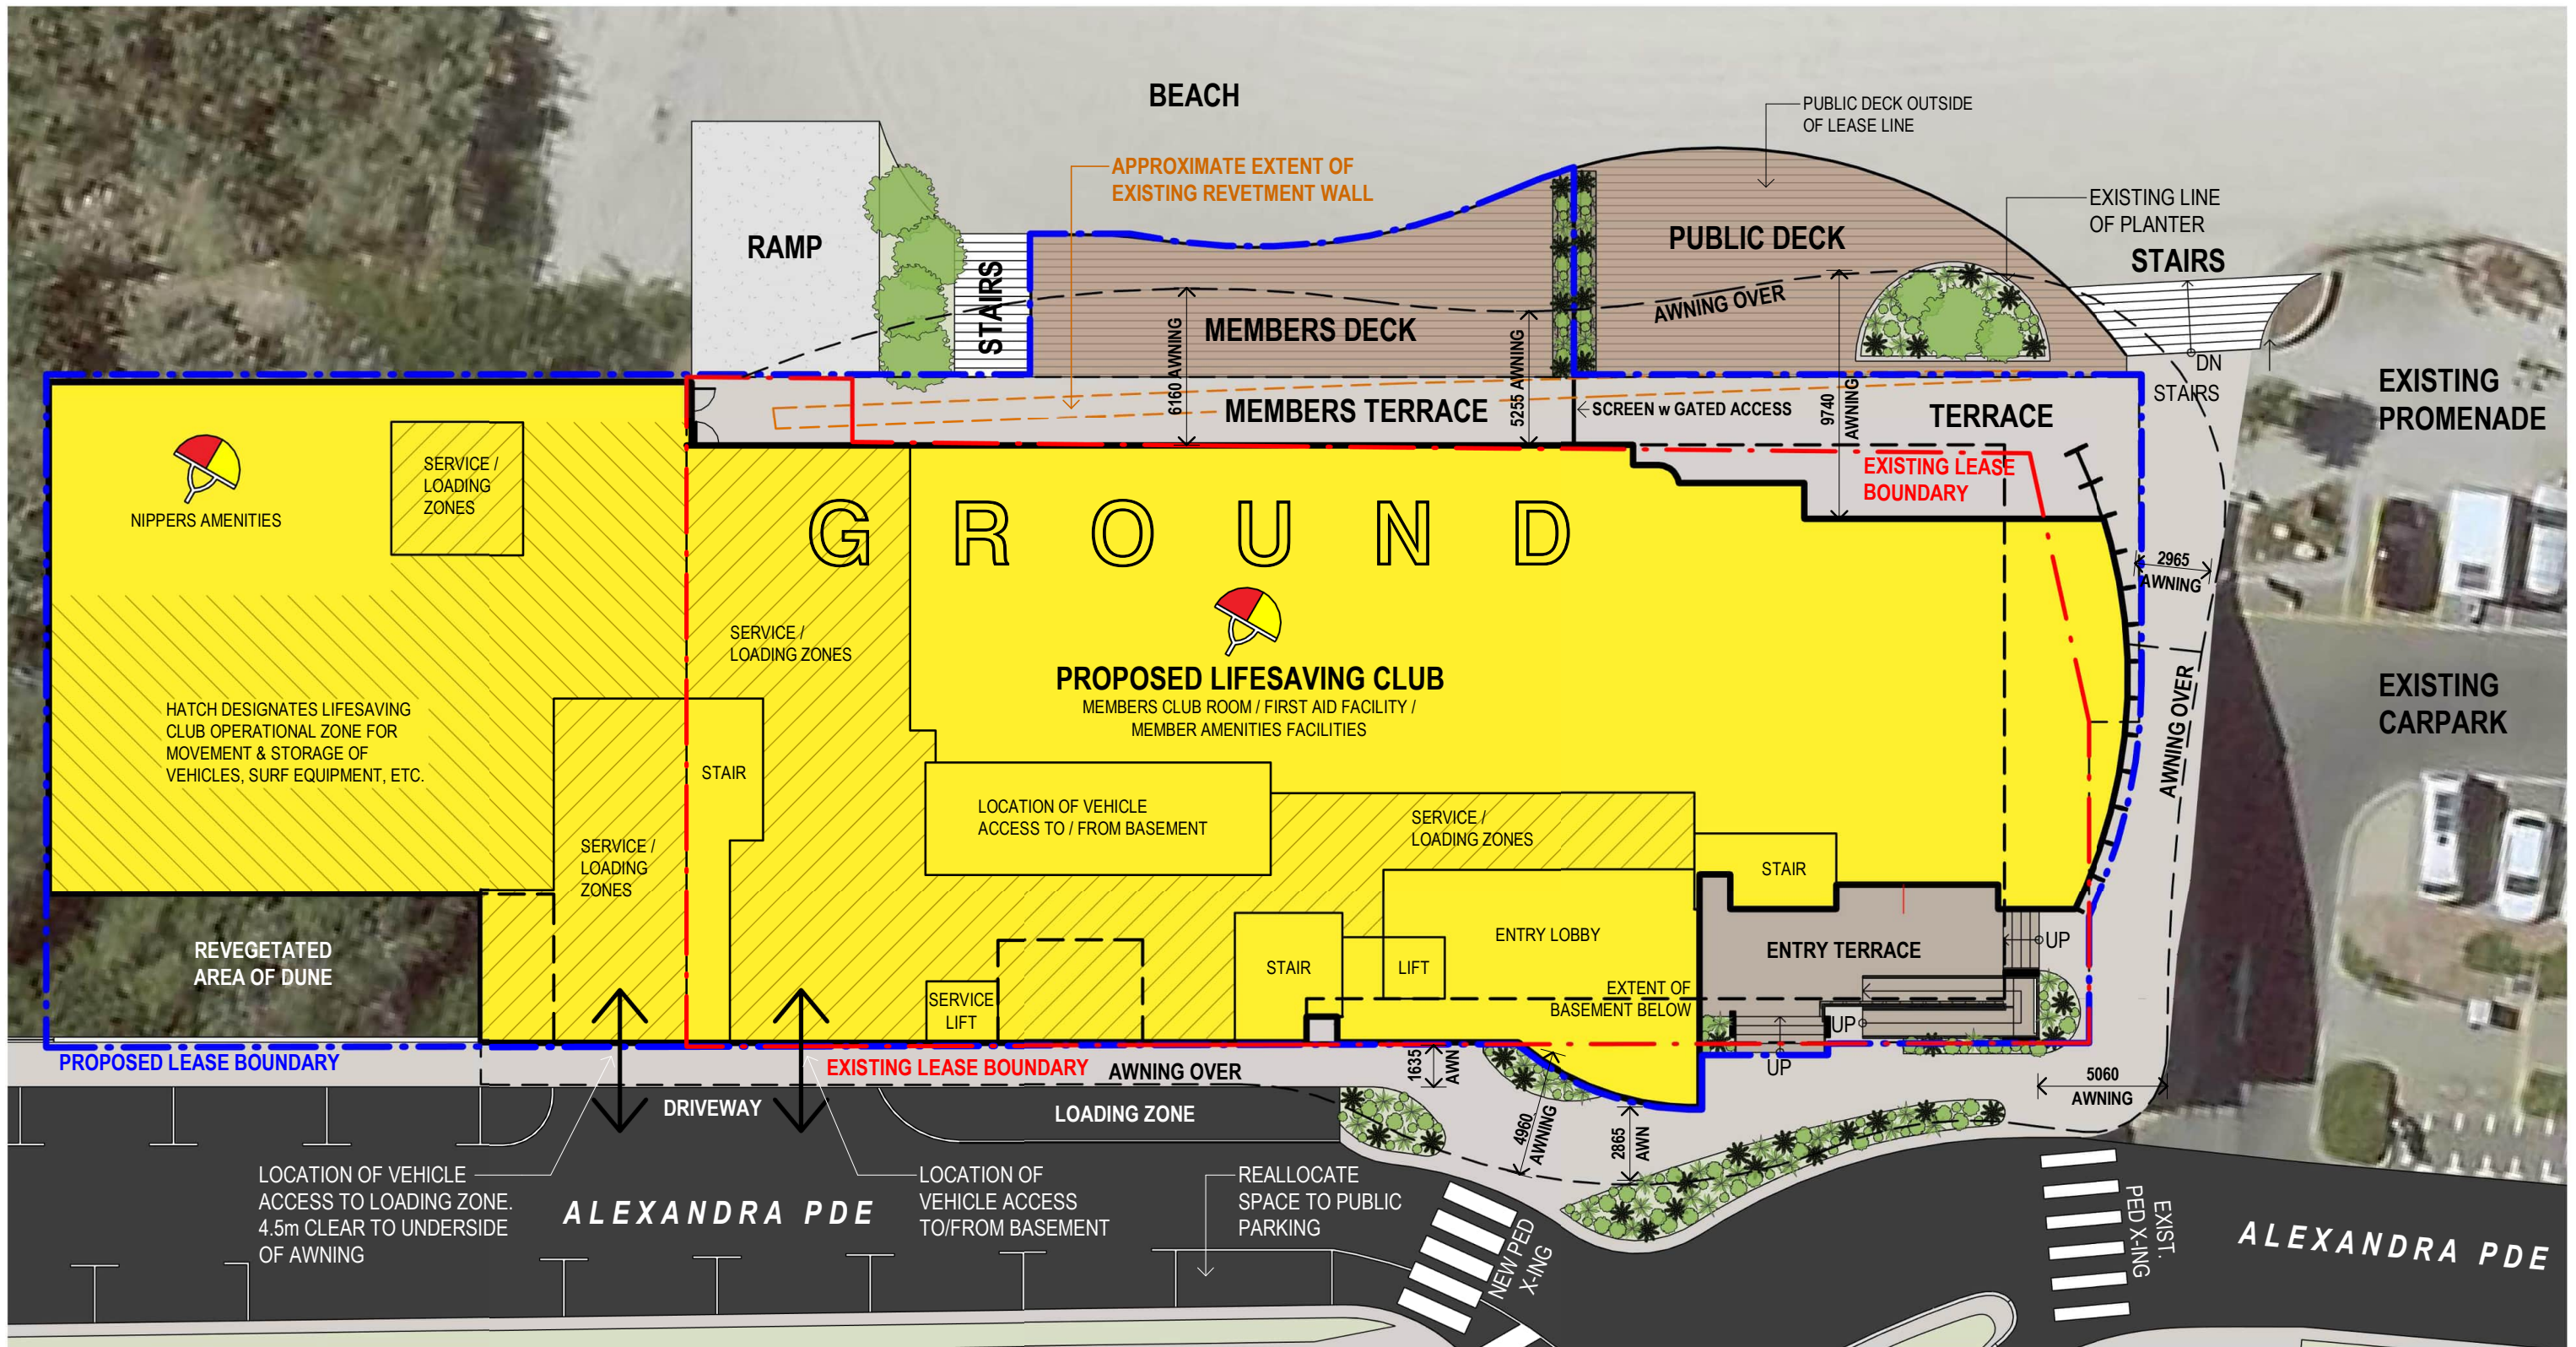 BEACH
PUBLIC DECK OUTSIDE
OF LEASE LINE
APPROXIMATE EXTENT OF
EXISTING REVETMENT WALL
EXISTING LINE
OF PLANTER
RAMP
STAIRS
PUBLIC DECK
STAIRS
AWNING OVER
MEMBERS DECK
6160 AWNING
5255 AWNING
9740
AWNING
DN
STAIRS
MEMBERS TERRACE
SCREEN w GATED ACCESS
TERRACE
EXISTING
PROMENADE
EXISTING LEASE
BOUNDARY
NIPPERS AMENITIES
SERVICE /
LOADING
ZONES
GROUND
2965
AWNING
SERVICE /
LOADING ZONES
PROPOSED LIFESAVING CLUB
MEMBERS CLUB ROOM / FIRST AID FACILITY /
MEMBER AMENITIES FACILITIES
EXISTING
CARPARK
AWNING OVER
HATCH DESIGNATES LIFESAVING
CLUB OPERATIONAL ZONE FOR
MOVEMENT & STORAGE OF
VEHICLES, SURF EQUIPMENT, ETC.
STAIR
LOCATION OF VEHICLE
ACCESS TO / FROM BASEMENT
SERVICE /
LOADING ZONES
SERVICE /
LOADING
ZONES
STAIR
REVEGETATED
AREA OF DUNE
ENTRY LOBBY
ENTRY TERRACE
UP
STAIR
LIFT
SERVICE
LIFT
EXTENT OF
BASEMENT BELOW
UP
UP
PROPOSED LEASE BOUNDARY
EXISTING LEASE BOUNDARY
AWNING OVER
1635
AWN
5060
AWNING
DRIVEWAY
LOADING ZONE
4960
AWNING
2865
AWN
LOCATION OF VEHICLE
ACCESS TO LOADING ZONE.
4.5m CLEAR TO UNDERSIDE
OF AWNING
ALEXANDRA PDE
LOCATION OF
VEHICLE ACCESS
TO/FROM BASEMENT
REALLOCATE
SPACE TO PUBLIC
PARKING
NEW PED
X-ING
EXIST.
PED X-ING
ALEXANDRA PDE